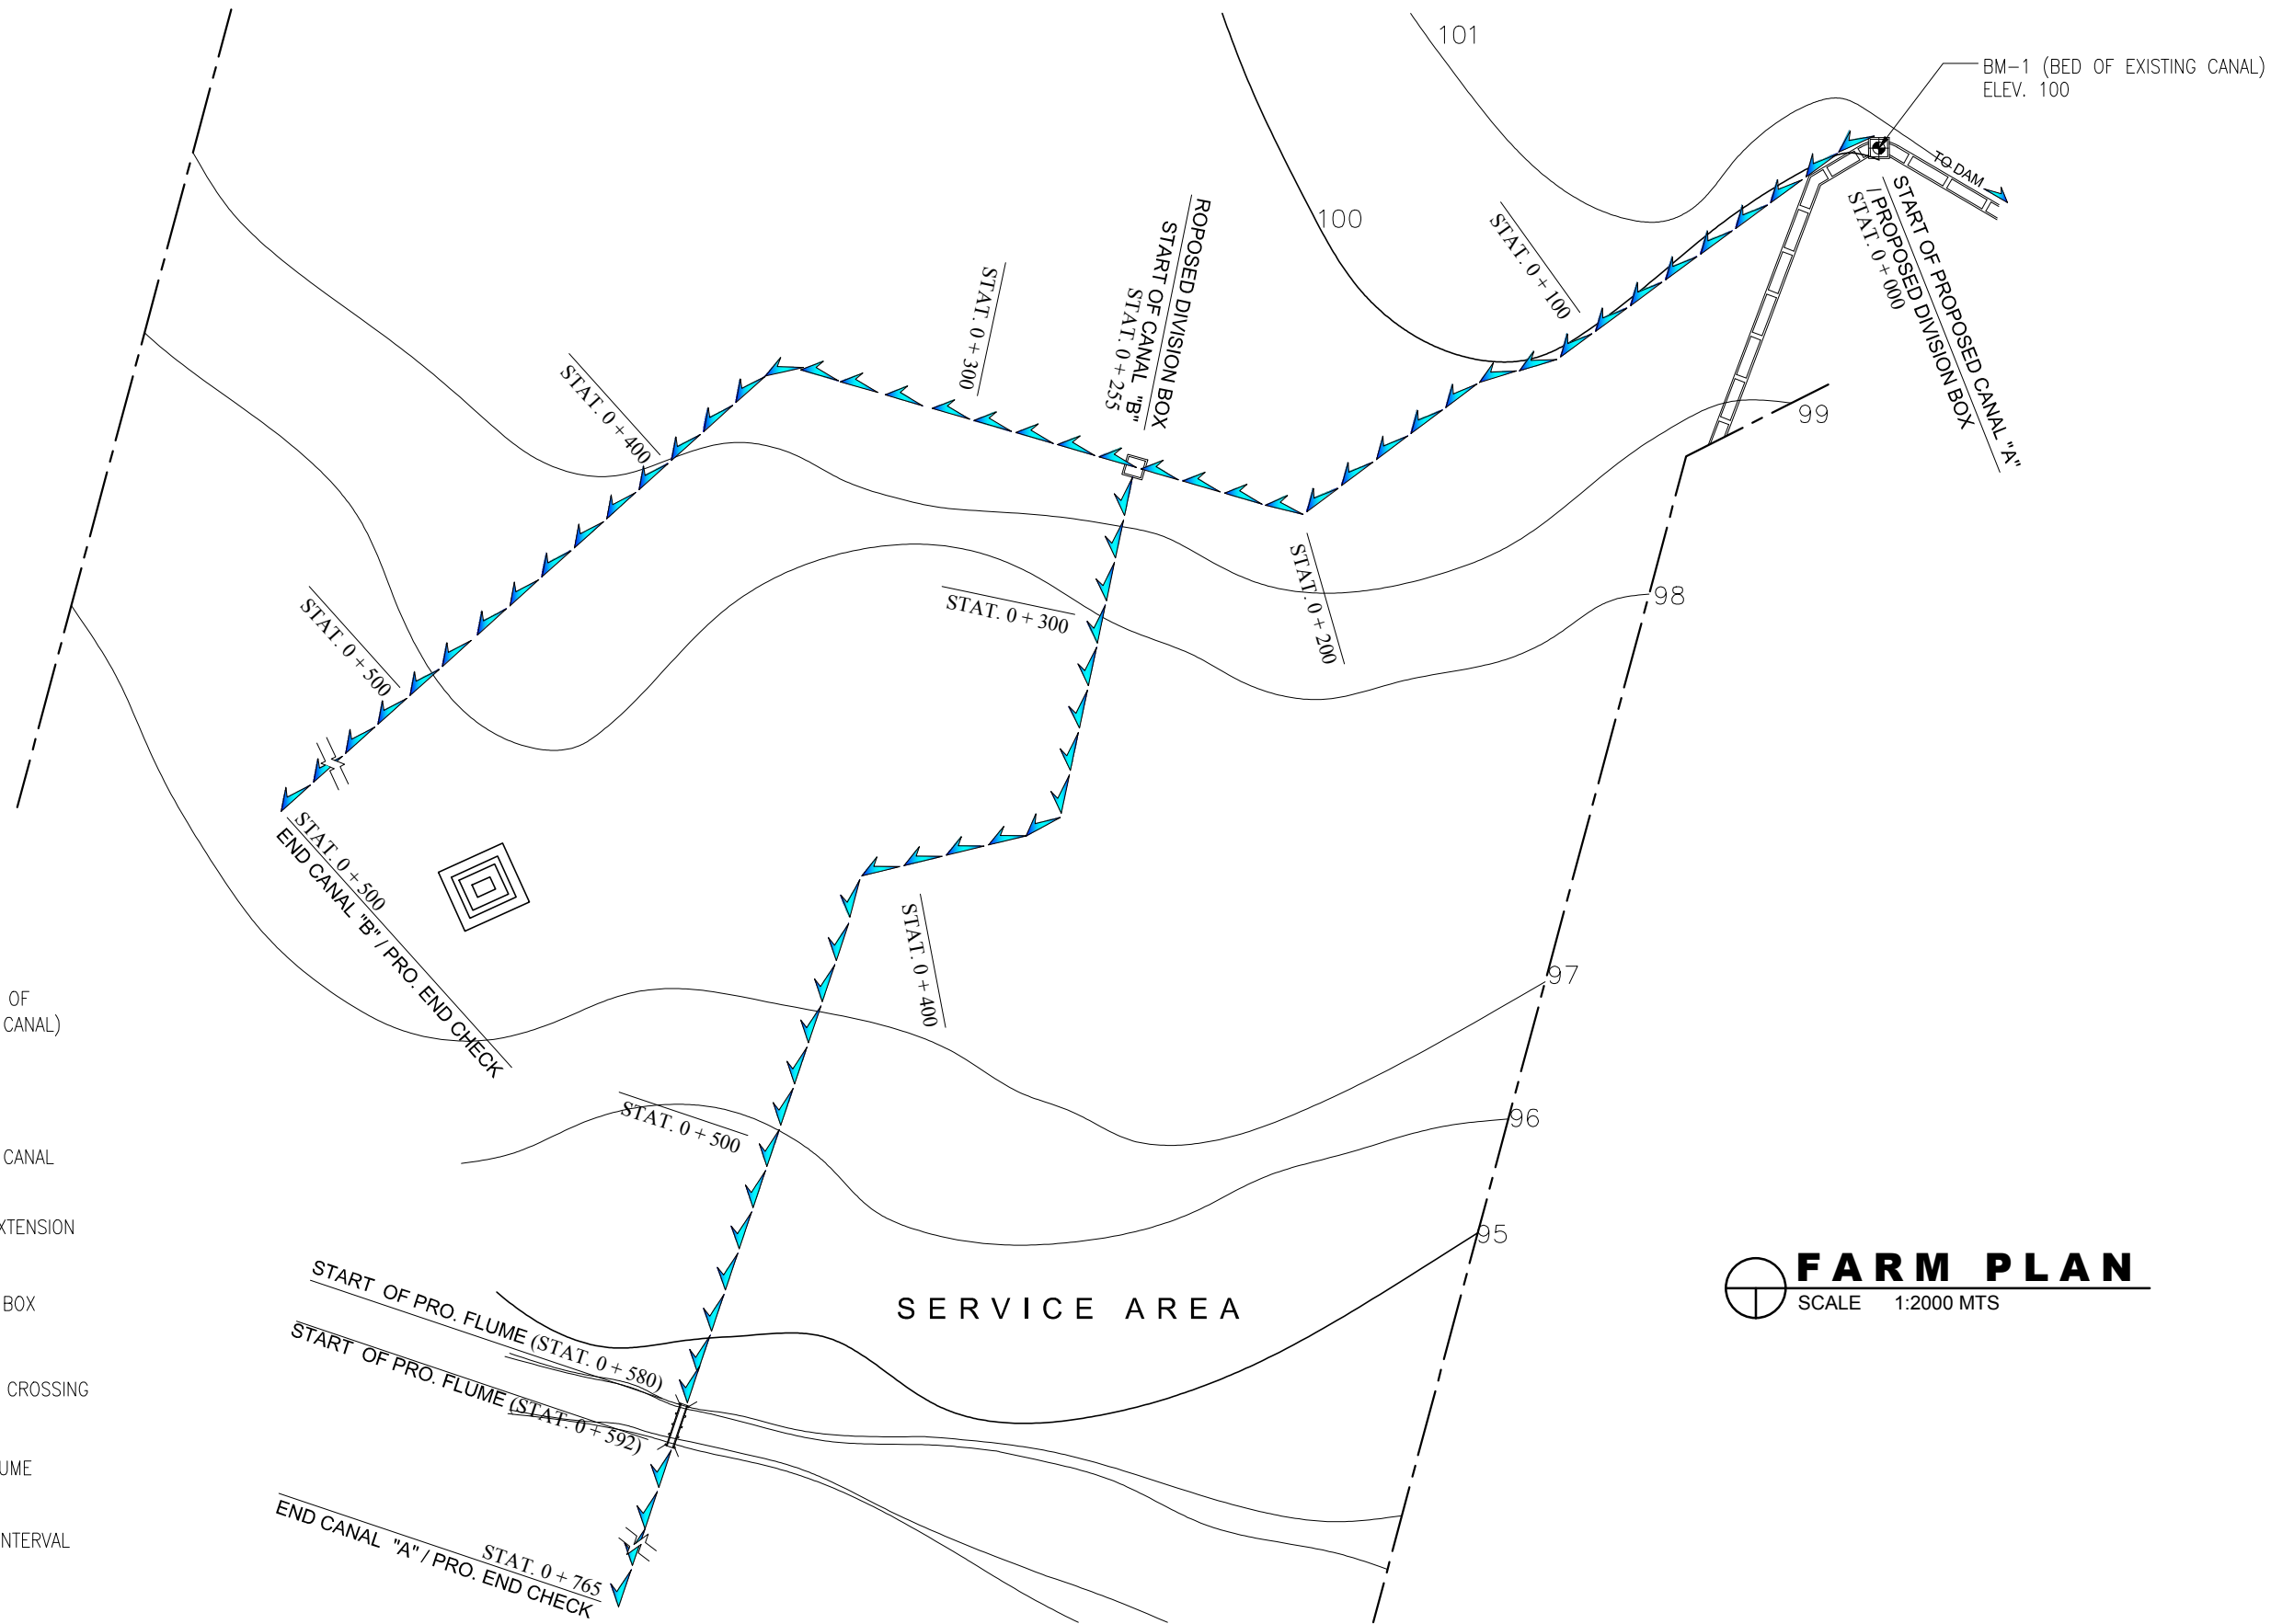 101
BM-1 (BED OF EXISTING CANAL)
ELEV. 100
TO DAM
START OF PROPOSED CANAL "A"
/ PROPOSED DIVISION BOX
STAT. 0+000
100
STAT. 0+100
ROPOSED DIVISION BOX
START OF CANAL "B"
STAT. 0+255
STAT. 0+300
STAT. 0+400
99
STAT. 0+200
98
STAT. 0+300
STAT. 0+500
STAT. 0+500
END CANAL "B" / PRO. END CHECK
STAT. 0+400
97
OF
CANAL)
96
STAT. 0+500
CANAL
95
XTENSION
START OF PRO. FLUME (STAT. 0+580)
SERVICE AREA
FARM PLAN
SCALE 1:2000 MTS
BOX
START OF PRO. FLUME (STAT. 0+592)
CROSSING
UME
NTERVAL
STAT. 0+765
END CANAL "A" / PRO. END CHECK